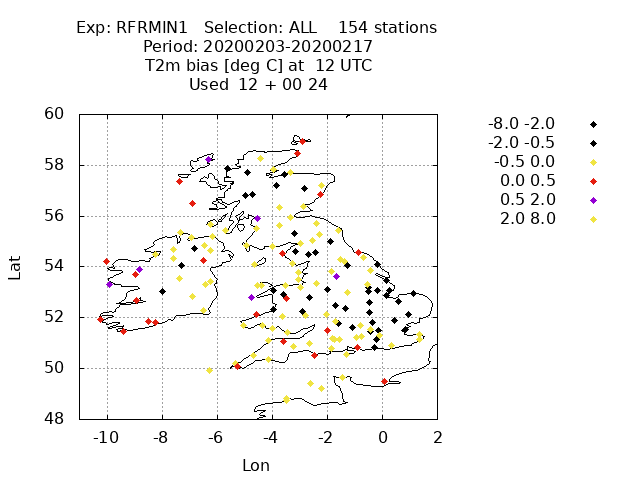 Exp: RFRMIN1 Selection: ALL 154 stations
Period: 20200203-20200217
T2m bias [deg C] at 12 UTC
Used 12 + 00 24
60
58
56
54
52
50
48
Lat
-10 -8 -6 -4 -2 0 2
Lon
-8.0 -2.0
-2.0 -0.5
-0.5 0.0
0.0 0.5
0.5 2.0
2.0 8.0